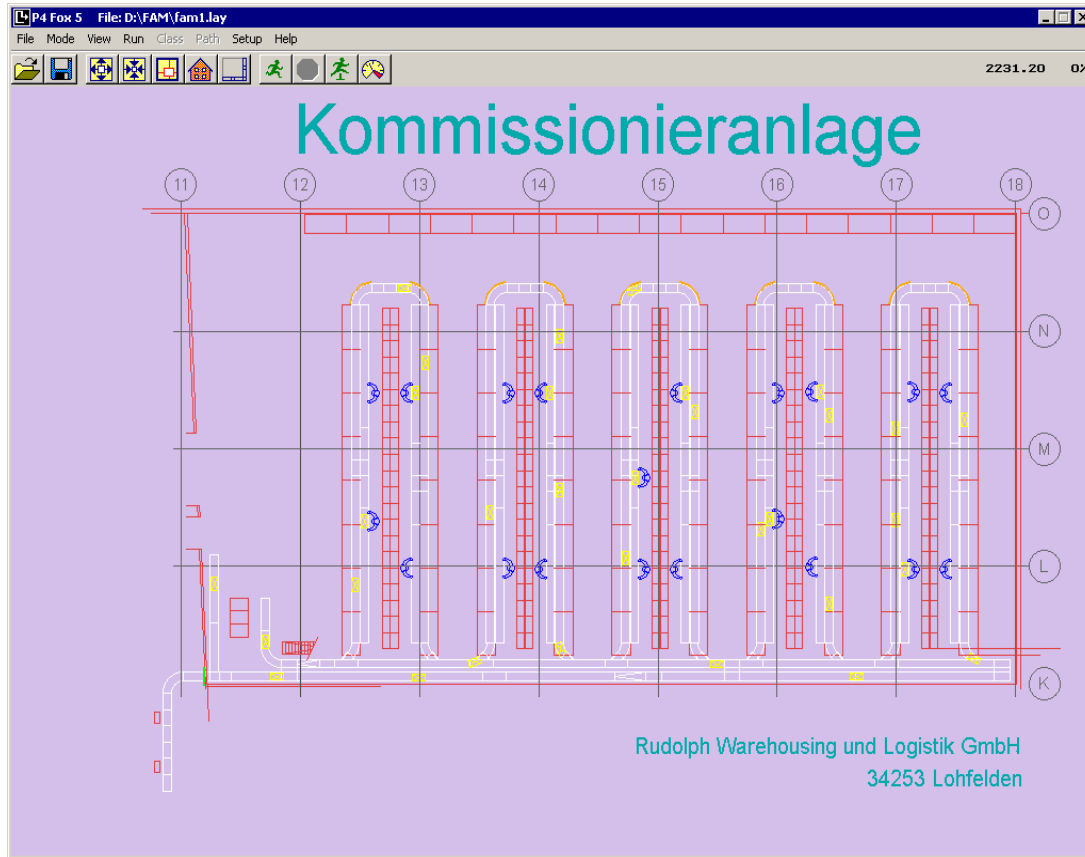 P4 Fox 5 File: D:\FAM\fam1.lay
File Mode View Run Class Path Setup Help
2231.20 0%
Kommissionieranlage
11 12 13 14 15 16 17 18
O
N
M
L
K
Rudolph Warehousing und Logistik GmbH
34253 Lohfelden